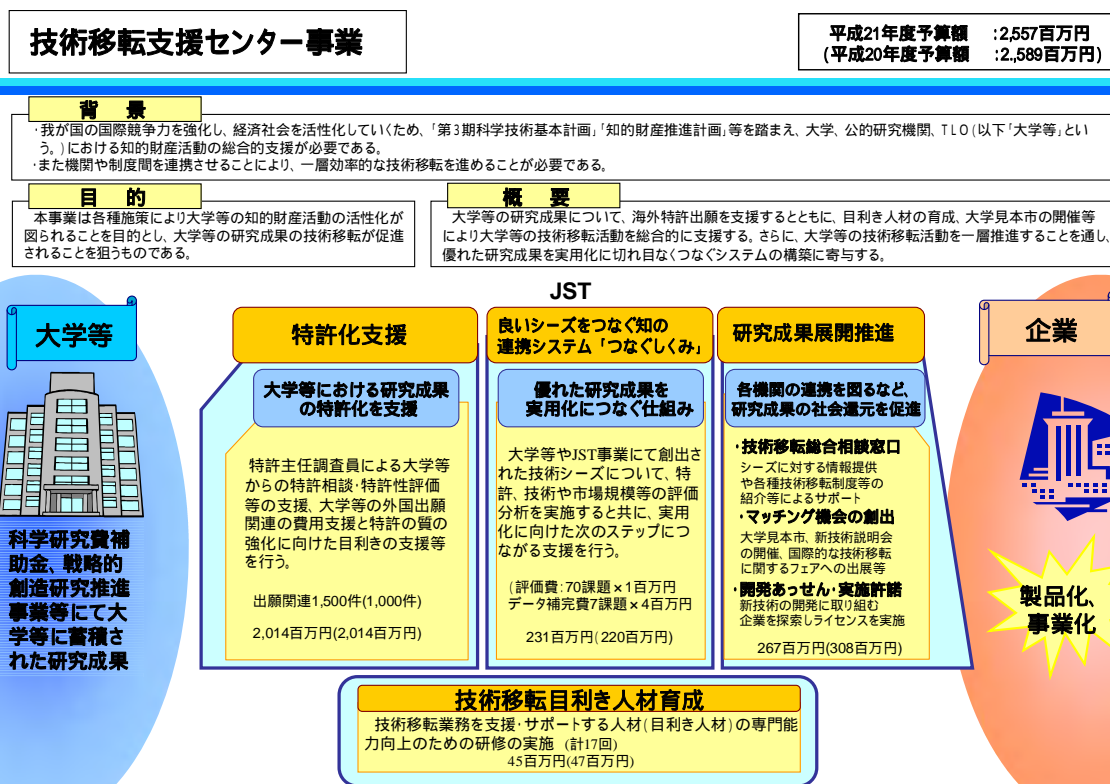 技術移転支援センター事業
平成21年度予算額　:2,557百万円
(平成20年度予算額　:2.,589百万円)
背　景
･我が国の国際競争力を強化し、経済社会を活性化していくため、｢第3期科学技術基本計画｣｢知的財産推進計画｣等を踏まえ、大学、公的研究機関、TLO(以下｢大学等｣とい
う。)における知的財産活動の総合的支援が必要である。
･また機関や制度間を連携させることにより、一層効率的な技術移転を進めることが必要である。
目　的
本事業は各種施策により大学等の知的財産活動の活性化が
図られることを目的とし、大学等の研究成果の技術移転が促進
されることを狙うものである。
概　要
大学等の研究成果について、海外特許出願を支援するとともに、目利き人材の育成、大学見本市の開催等
により大学等の技術移転活動を総合的に支援する。さらに、大学等の技術移転活動を一層推進することを通し、
優れた研究成果を実用化に切れ目なくつなぐシステムの構築に寄与する。
JST
大学等
科学研究費補
助金、戦略的
創造研究推進
事業等にて大
学等に蓄積さ
れた研究成果
特許化支援
大学等における研究成果
の特許化を支援
特許主任調査員による大学等
からの特許相談･特許性評価
等の支援、大学等の外国出願
関連の費用支援と特許の質の
強化に向けた目利きの支援等
を行う。
出願関連1,500件(1,000件)
2,014百万円(2,014百万円)
良いシーズをつなぐ知の
連携システム「つなぐしくみ」
優れた研究成果を
実用化につなぐ仕組み
大学等やJST事業にて創出さ
れた技術シーズについて、特
許、技術や市場規模等の評価
分析を実施すると共に、実用
化に向けた次のステップにつ
ながる支援を行う。
(評価費：70課題×1百万円
データ補完費7課題×4百万円
231百万円(220百万円)
研究成果展開推進
各機関の連携を図るなど、
研究成果の社会還元を促進
･技術移転総合相談窓口
シーズに対する情報提供
や各種技術移転制度等の
紹介等によるサポート
･マッチング機会の創出
大学見本市、新技術説明会
の開催、国際的な技術移転
に関するフェアへの出展等
･開発あっせん･実施許諾
新技術の開発に取り組む
企業を探索しライセンスを実施
267百万円(308百万円)
企業
製品化、
事業化
技術移転目利き人材育成
技術移転業務を支援･サポートする人材(目利き人材)の専門能
力向上のための研修の実施　(計17回)
45百万円(47百万円)